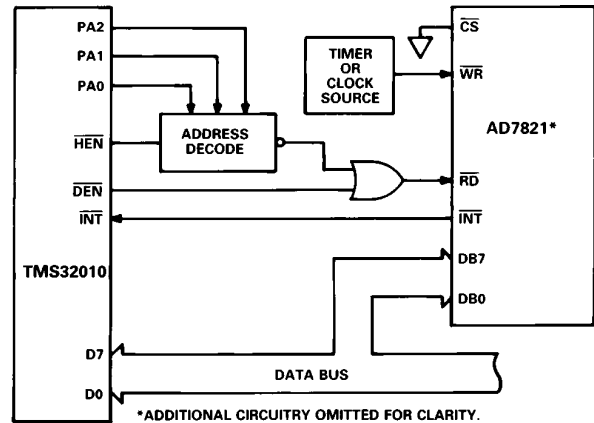 PA2
PA1
PA0
HEN
DEN
INT
TMS32010
D7
D0
ADDRESS
DECODE
TIMER
OR
CLOCK
SOURCE
CS
WR
AD7821*
RD
INT
DB7
DB0
DATA BUS
*ADDITIONAL CIRCUITRY OMITTED FOR CLARITY.